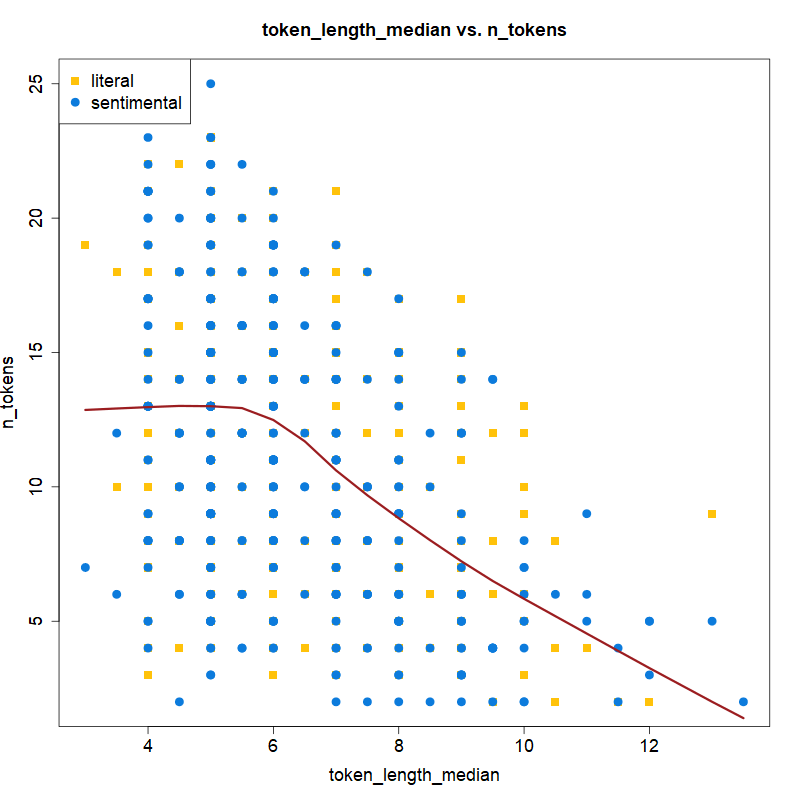 token_length_median vs. n_tokens
literal
sentimental
25
20
15
10
5
n_tokens
4 6 8 10 12
token_length_median